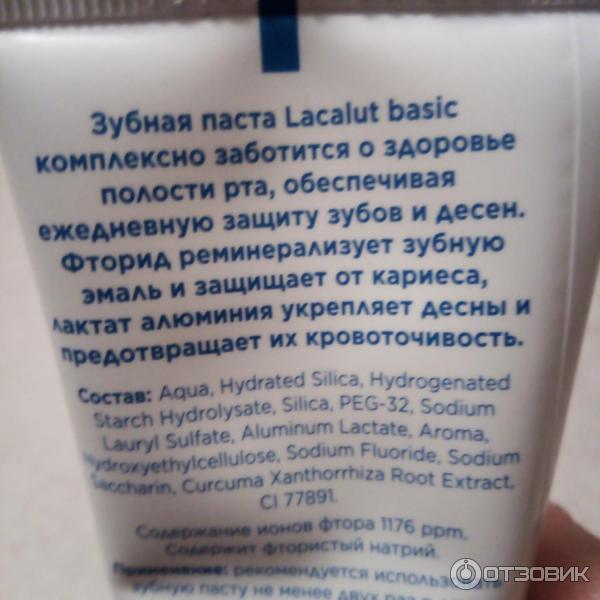 Зубная паста Lacalut basic
комплексно заботится о здоровье
полости рта, обеспечивая
ежедневную защиту зубов и десен.
Фторид реминерализует зубную
эмаль и защищает от кариеса,
лактат алюминия укрепляет десны и
предотвращает их кровоточивость.
Состав: Aqua, Hydrated Silica, Hydrogenated
Starch Hydrolysate, Silica, PEG-32, Sodium
Lauryl Sulfate, Aluminum Lactate, Aroma,
Hydroxyethylcellulose, Sodium Fluoride, Sodium
Saccharin, Curcuma Xanthorrhiza Root Extract,
CI 77891.
Содержание ионов фтора 1176 ppm.
Содержит фтористый натрий.
Применение: рекомендуется использовать
зубную пасту не менее двух раз в
ОТЗОВИК